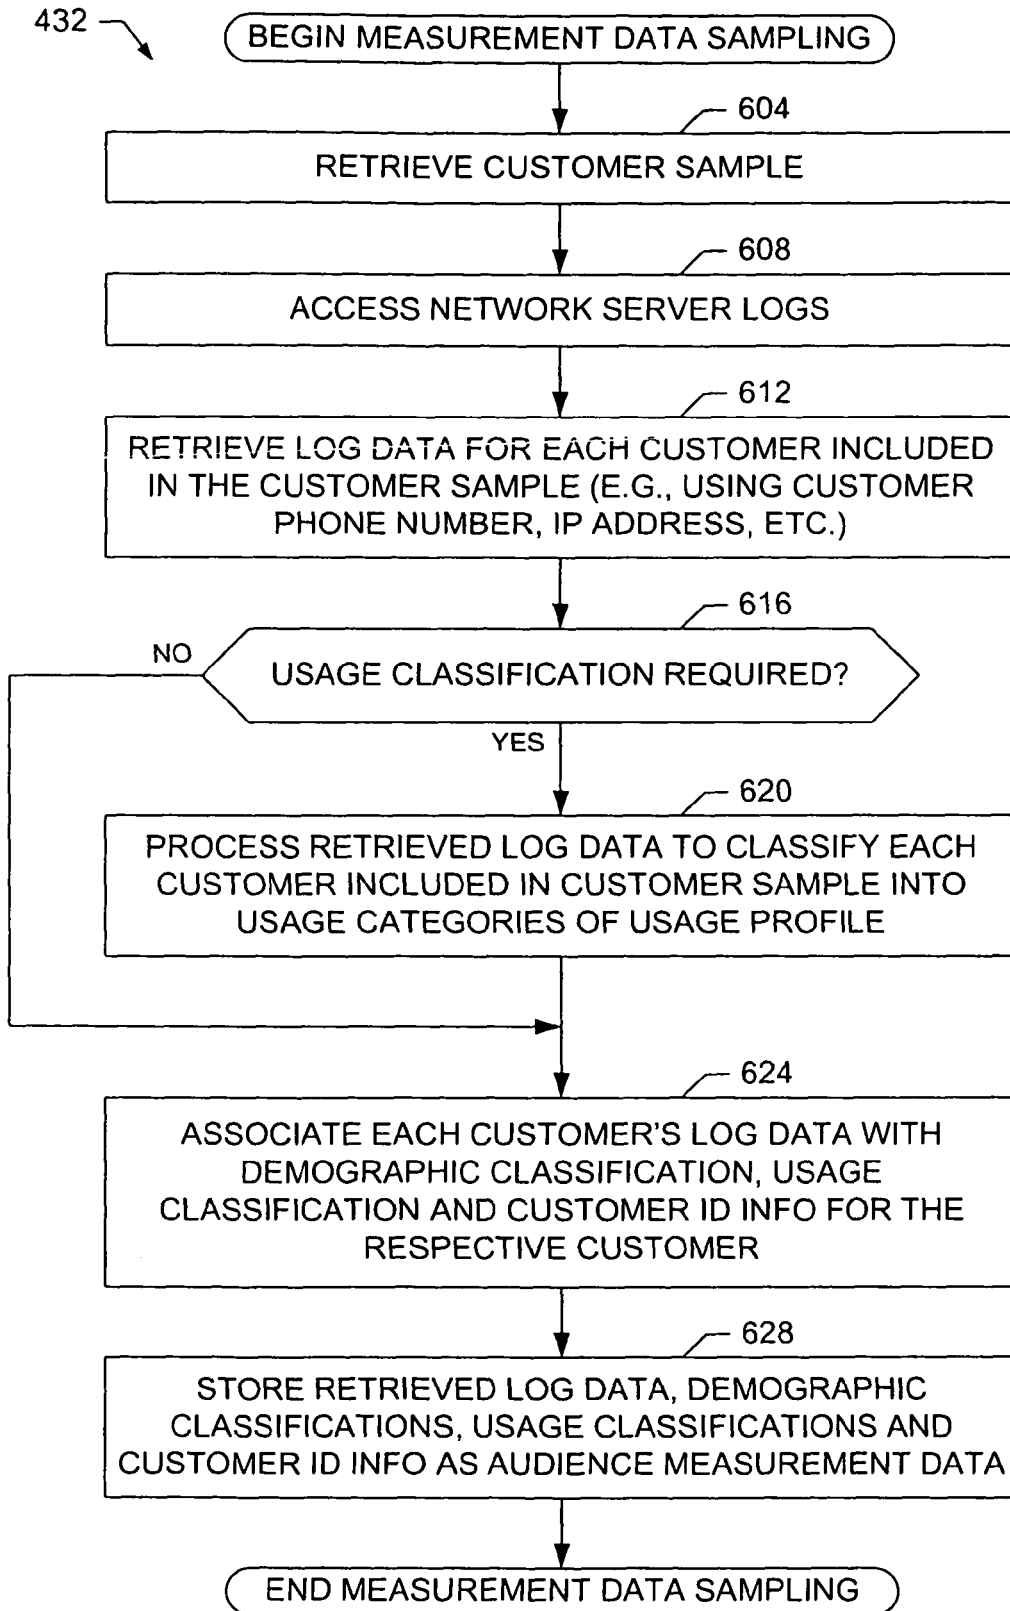 432
BEGIN MEASUREMENT DATA SAMPLING
604
RETRIEVE CUSTOMER SAMPLE
608
ACCESS NETWORK SERVER LOGS
612
RETRIEVE LOG DATA FOR EACH CUSTOMER INCLUDED
IN THE CUSTOMER SAMPLE (E.G., USING CUSTOMER
PHONE NUMBER, IP ADDRESS, ETC.)
616
NO
USAGE CLASSIFICATION REQUIRED?
YES
620
PROCESS RETRIEVED LOG DATA TO CLASSIFY EACH
CUSTOMER INCLUDED IN CUSTOMER SAMPLE INTO
USAGE CATEGORIES OF USAGE PROFILE
624
ASSOCIATE EACH CUSTOMER'S LOG DATA WITH
DEMOGRAPHIC CLASSIFICATION, USAGE
CLASSIFICATION AND CUSTOMER ID INFO FOR THE
RESPECTIVE CUSTOMER
628
STORE RETRIEVED LOG DATA, DEMOGRAPHIC
CLASSIFICATIONS, USAGE CLASSIFICATIONS AND
CUSTOMER ID INFO AS AUDIENCE MEASUREMENT DATA
END MEASUREMENT DATA SAMPLING